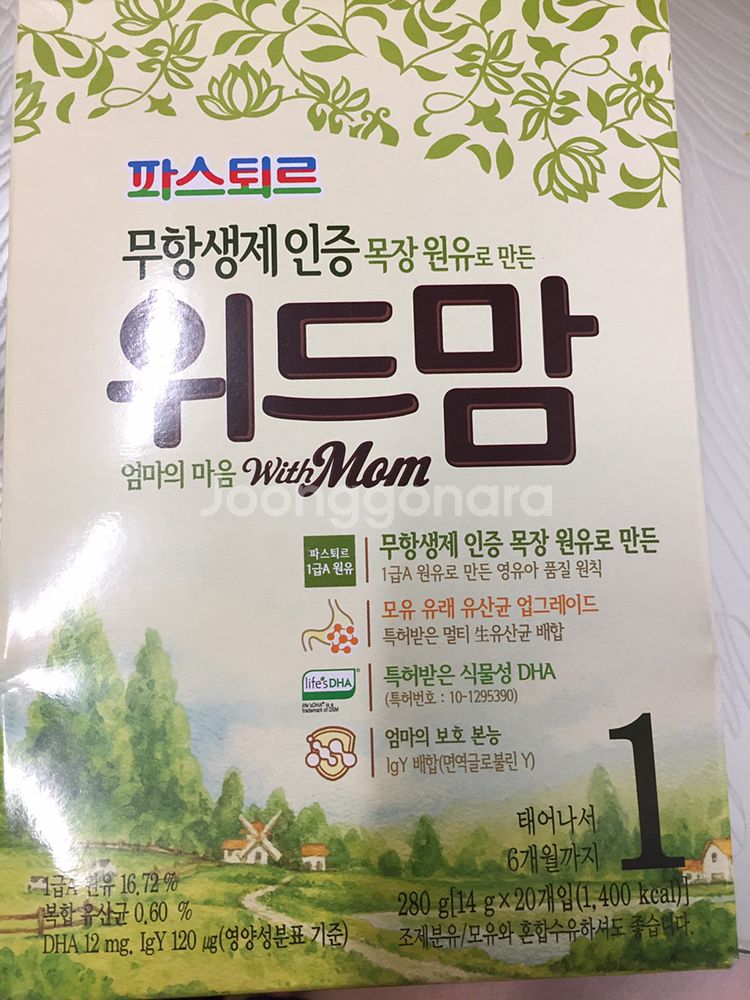 파스퇴르
무항생제 인증 목장 원유로 만든
위드맘
엄마의 마음 With Mom
Joonggonara
파스퇴르
1급A 원유
무항생제 인증 목장 원유로 만든
1급A 원유로 만든 영유아 품질 원칙
모유 유래 유산균 업그레이드
특허받은 멀티 生유산균 배합
life'sDHA
특허받은 식물성 DHA
(특허번호 : 10-1295390)
life'sDHA® is a
trademark of DSM
엄마의 보호 본능
IgY 배합(면역글로불린 Y)
1
태어나서
6개월까지
1급A 원유 16.72 %
복합 유산균 0.60 %
DHA 12 mg, IgY 120 μg(영양성분표 기준)
280 g[14 g×20개입(1,400 kcal)]
조제분유/모유와 혼합수유하셔도 좋습니다.